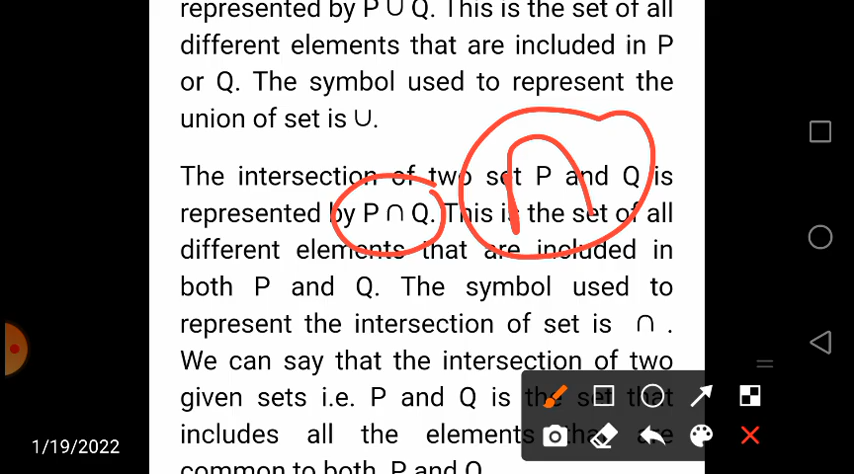 represented by P ∪ Q. This is the set of all
different elements that are included in P
or Q. The symbol used to represent the
union of set is ∪.
The intersection of two set P and Q is
represented by P ∩ Q. This is the set of all
different elements that are included in
both P and Q. The symbol used to
represent the intersection of set is ∩ .
We can say that the intersection of two
given sets i.e. P and Q is the set that
includes all the elements that are
common to both P and Q
∩
1/19/2022